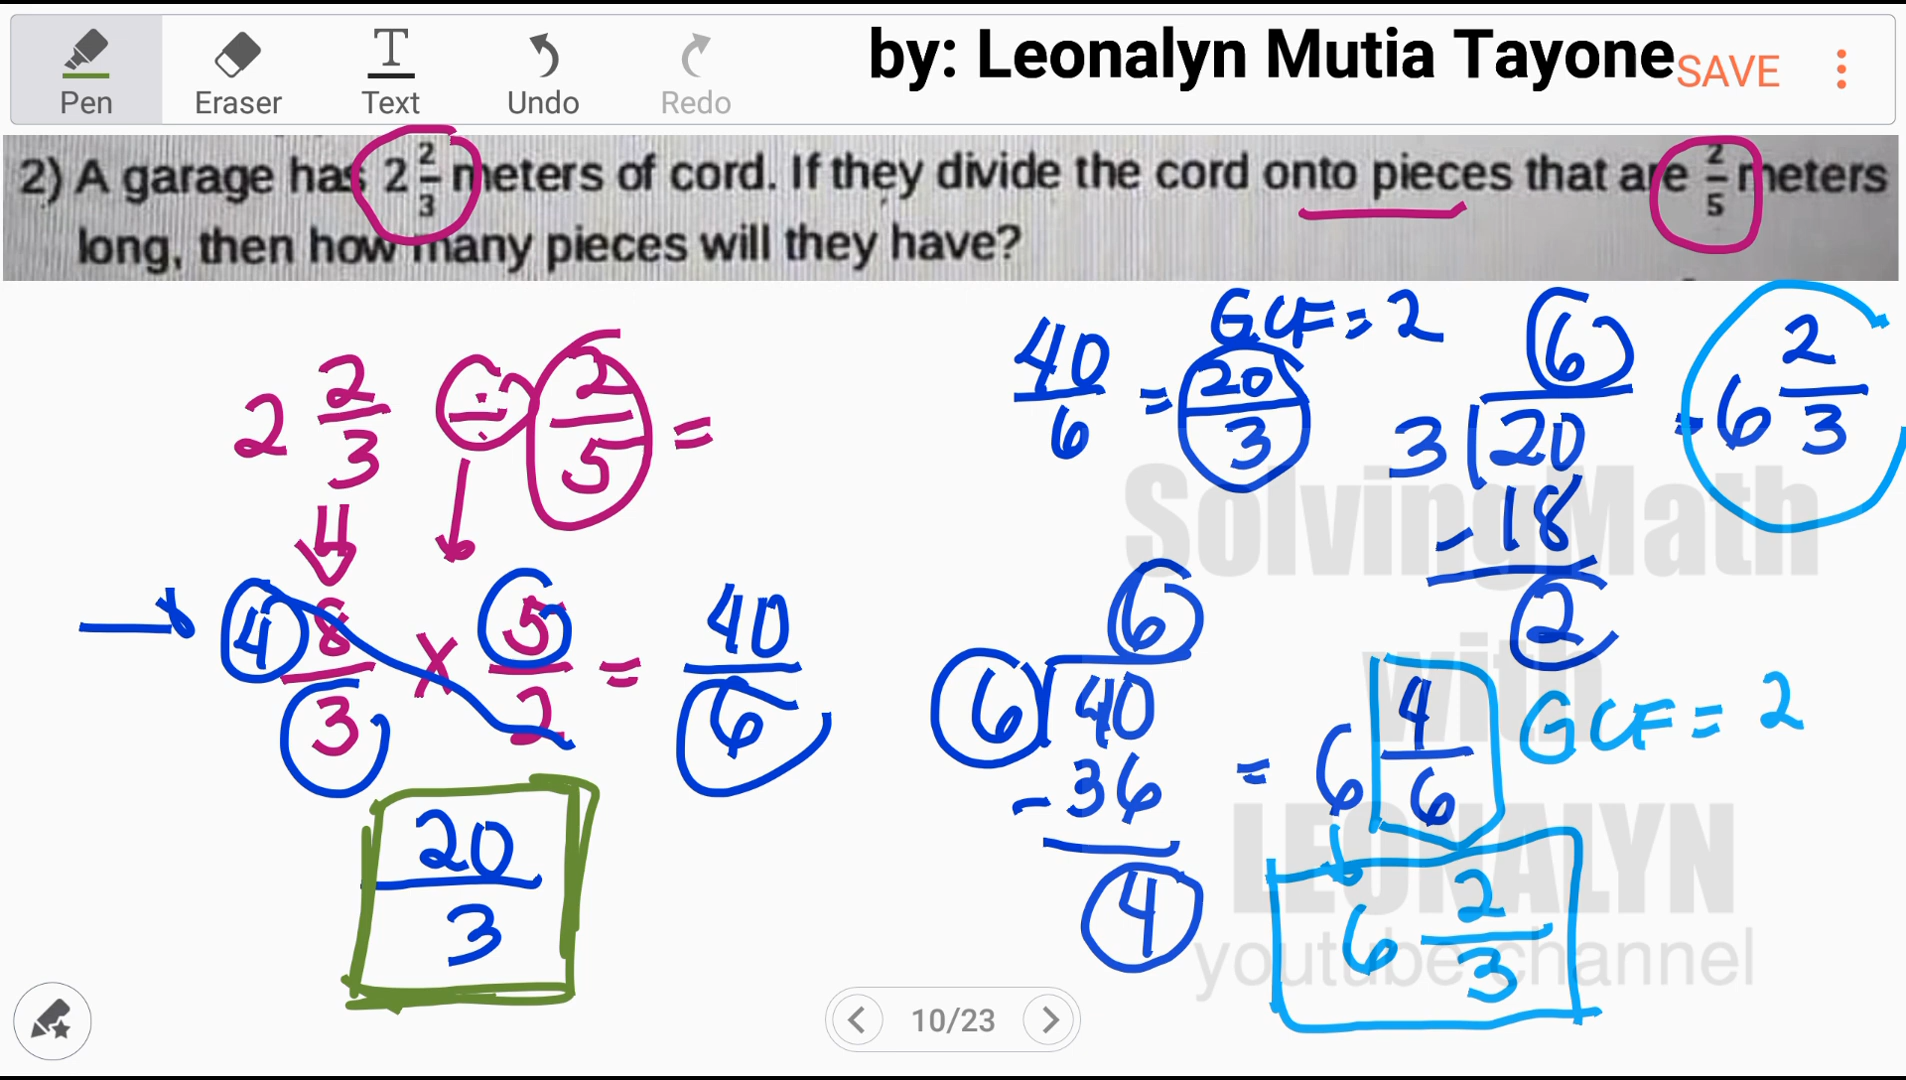 by: Leonalyn Mutia Tayone
Pen Eraser Text Undo Redo SAVE
2) A garage has 2 2/3 meters of cord. If they divide the cord onto pieces that are 2/5 meters
long, then how many pieces will they have?
2 2/3 ÷ 2/5 =
4 8/3 × 5/2 = 40/6
20/3
40/6 = 20/3
GCF = 2
6
3 20
- 18
2
= 6 2/3
6
6 40
- 36
4
= 6 4/6 GCF = 2
6 2/3
SolvingMath
with
LEONALYN
youtube channel
10/23